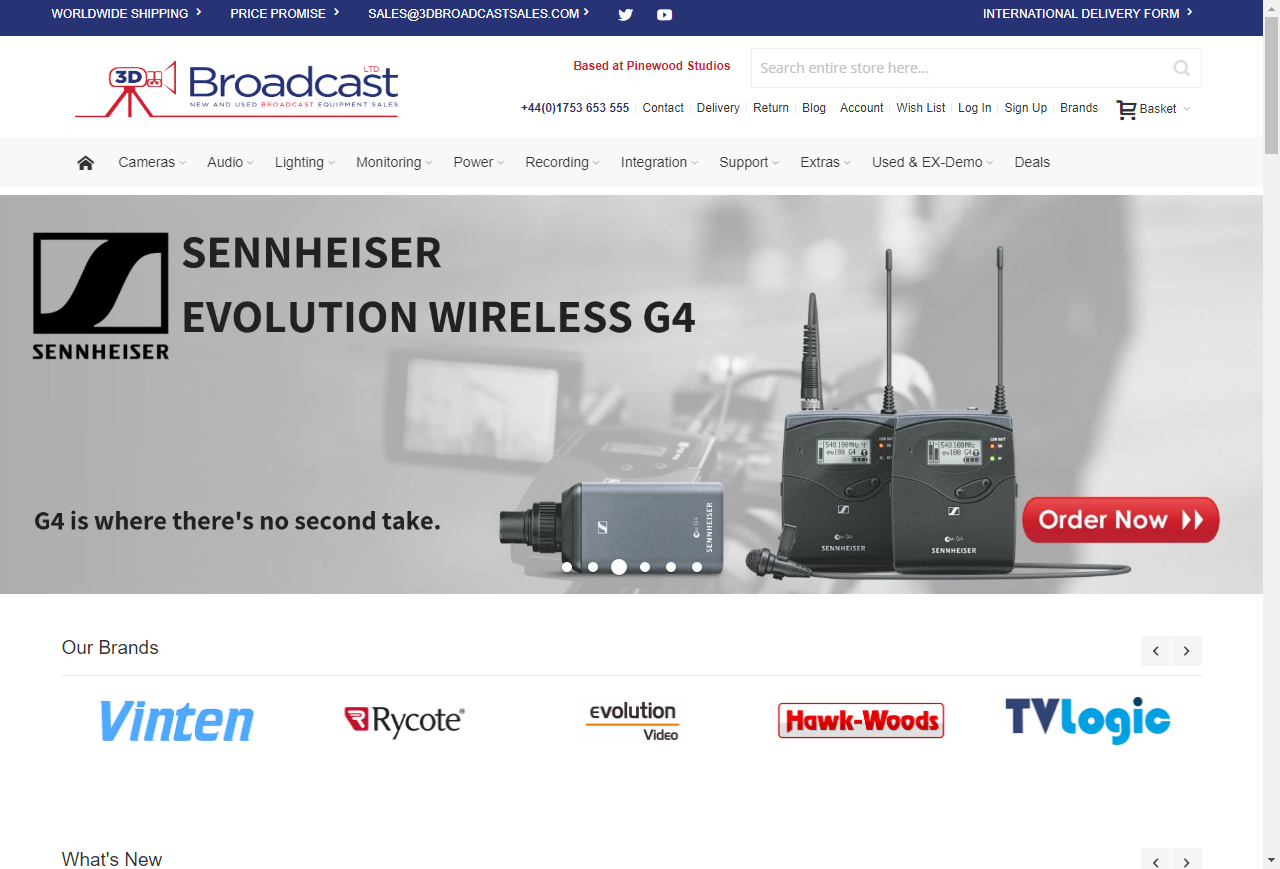 WORLDWIDE SHIPPING
PRICE PROMISE
SALES@3DBROADCASTSALES.COM
INTERNATIONAL DELIVERY FORM
3D Broadcast LTD
NEW AND USED BROADCAST EQUIPMENT SALES
Based at Pinewood Studios
Search entire store here...
+44(0)1753 653 555
Contact
Delivery
Return
Blog
Account
Wish List
Log In
Sign Up
Brands
Basket
Cameras
Audio
Lighting
Monitoring
Power
Recording
Integration
Support
Extras
Used & EX-Demo
Deals
SENNHEISER
SENNHEISER
EVOLUTION WIRELESS G4
G4 is where there's no second take.
SENNHEISER
ew G4
SENNHEISER
SENNHEISER
Order Now
Our Brands
Vinten
Rycote
evolution
Video
Hawk-Woods
TVLogic
What's New